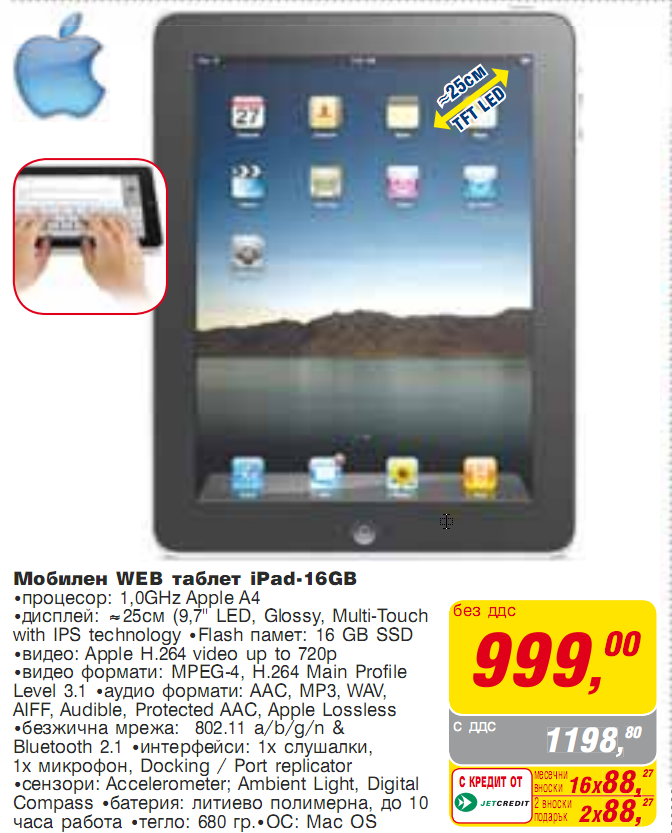 27
≈25см
TFT LED
Мобилен WEB таблет iPad-16GB
•процесор: 1,0GHz Apple A4
•дисплей: ≈25см (9,7" LED, Glossy, Multi-Touch
with IPS technology •Flash памет: 16 GB SSD
•видео: Apple H.264 video up to 720p
•видео формати: MPEG-4, H.264 Main Profile
Level 3.1 •аудио формати: AAC, MP3, WAV,
AIFF, Audible, Protected AAC, Apple Lossless
•безжична мрежа: 802.11 a/b/g/n &
Bluetooth 2.1 •интерфейси: 1x слушалки,
1x микрофон, Docking / Port replicator
•сензори: Accelerometer; Ambient Light, Digital
Compass •батерия: литиево полимерна, до 10
часа работа •тегло: 680 гр.•ОС: Mac OS
без ддс
999,00
с ддс
1198,80
С КРЕДИТ ОТ
JETCREDIT
месечни
вноски 16x88,27
2 вноски
подарък 2x88,27